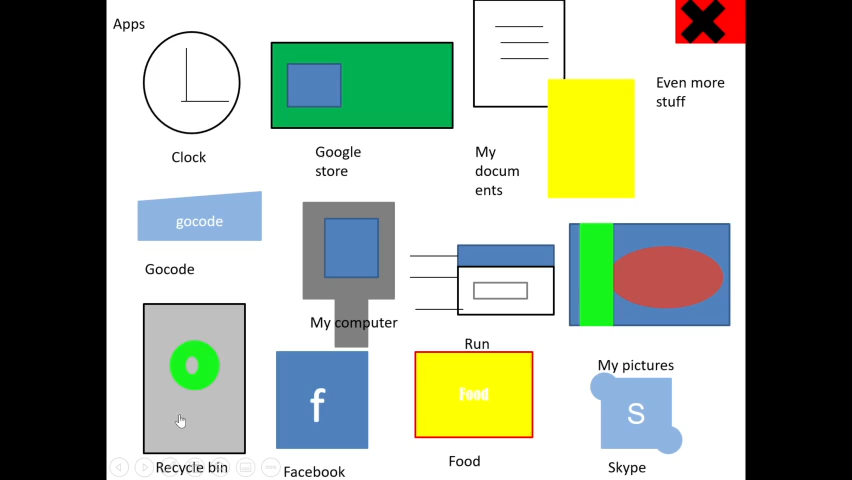 Apps
Even more
stuff
Clock
Google
store
My
docum
ents
gocode
Gocode
My computer
Run
My pictures
f
Food
S
Recycle bin
Facebook
Food
Skype